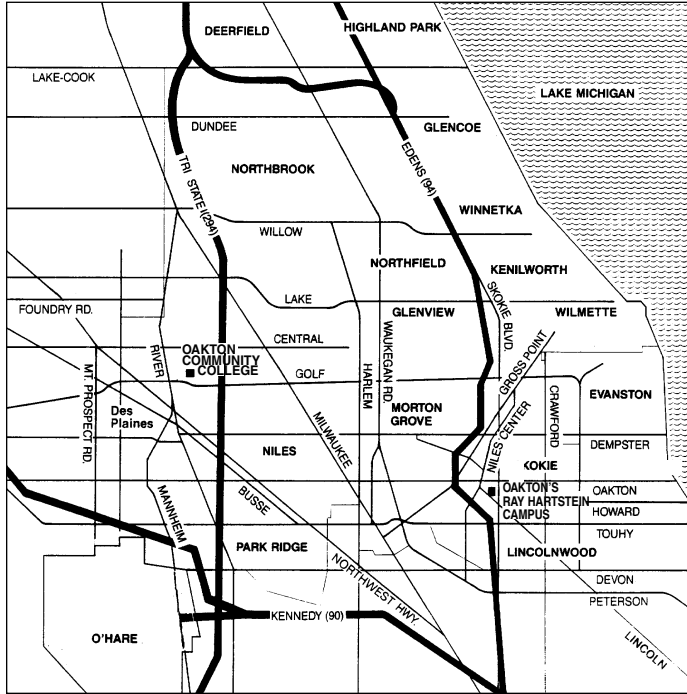 DEERFIELD
HIGHLAND PARK
LAKE-COOK
LAKE MICHIGAN
DUNDEE
GLENCOE
EDENS (94)
TRI STATE I(294)
NORTHBROOK
WINNETKA
WILLOW
NORTHFIELD
KENILWORTH
SKOKIE BLVD.
LAKE
FOUNDRY RD.
GLENVIEW
WILMETTE
CENTRAL
WAUKEGAN RD.
GROSS POINT
RIVER
OAKTON
COMMUNITY
COLLEGE
GOLF
MT. PROSPECT RD.
HARLEM
CRAWFORD
EVANSTON
Des
Plaines
MORTON
GROVE
MILWAUKEE
NILES CENTER
DEMPSTER
NILES
KOKIE
OAKTON'S
RAY HARTSTEIN
CAMPUS
OAKTON
BUSSE
MANNHEIM
HOWARD
TOUHY
PARK RIDGE
LINCOLNWOOD
NORTHWEST HWY.
DEVON
PETERSON
KENNEDY (90)
O'HARE
LINCOLN